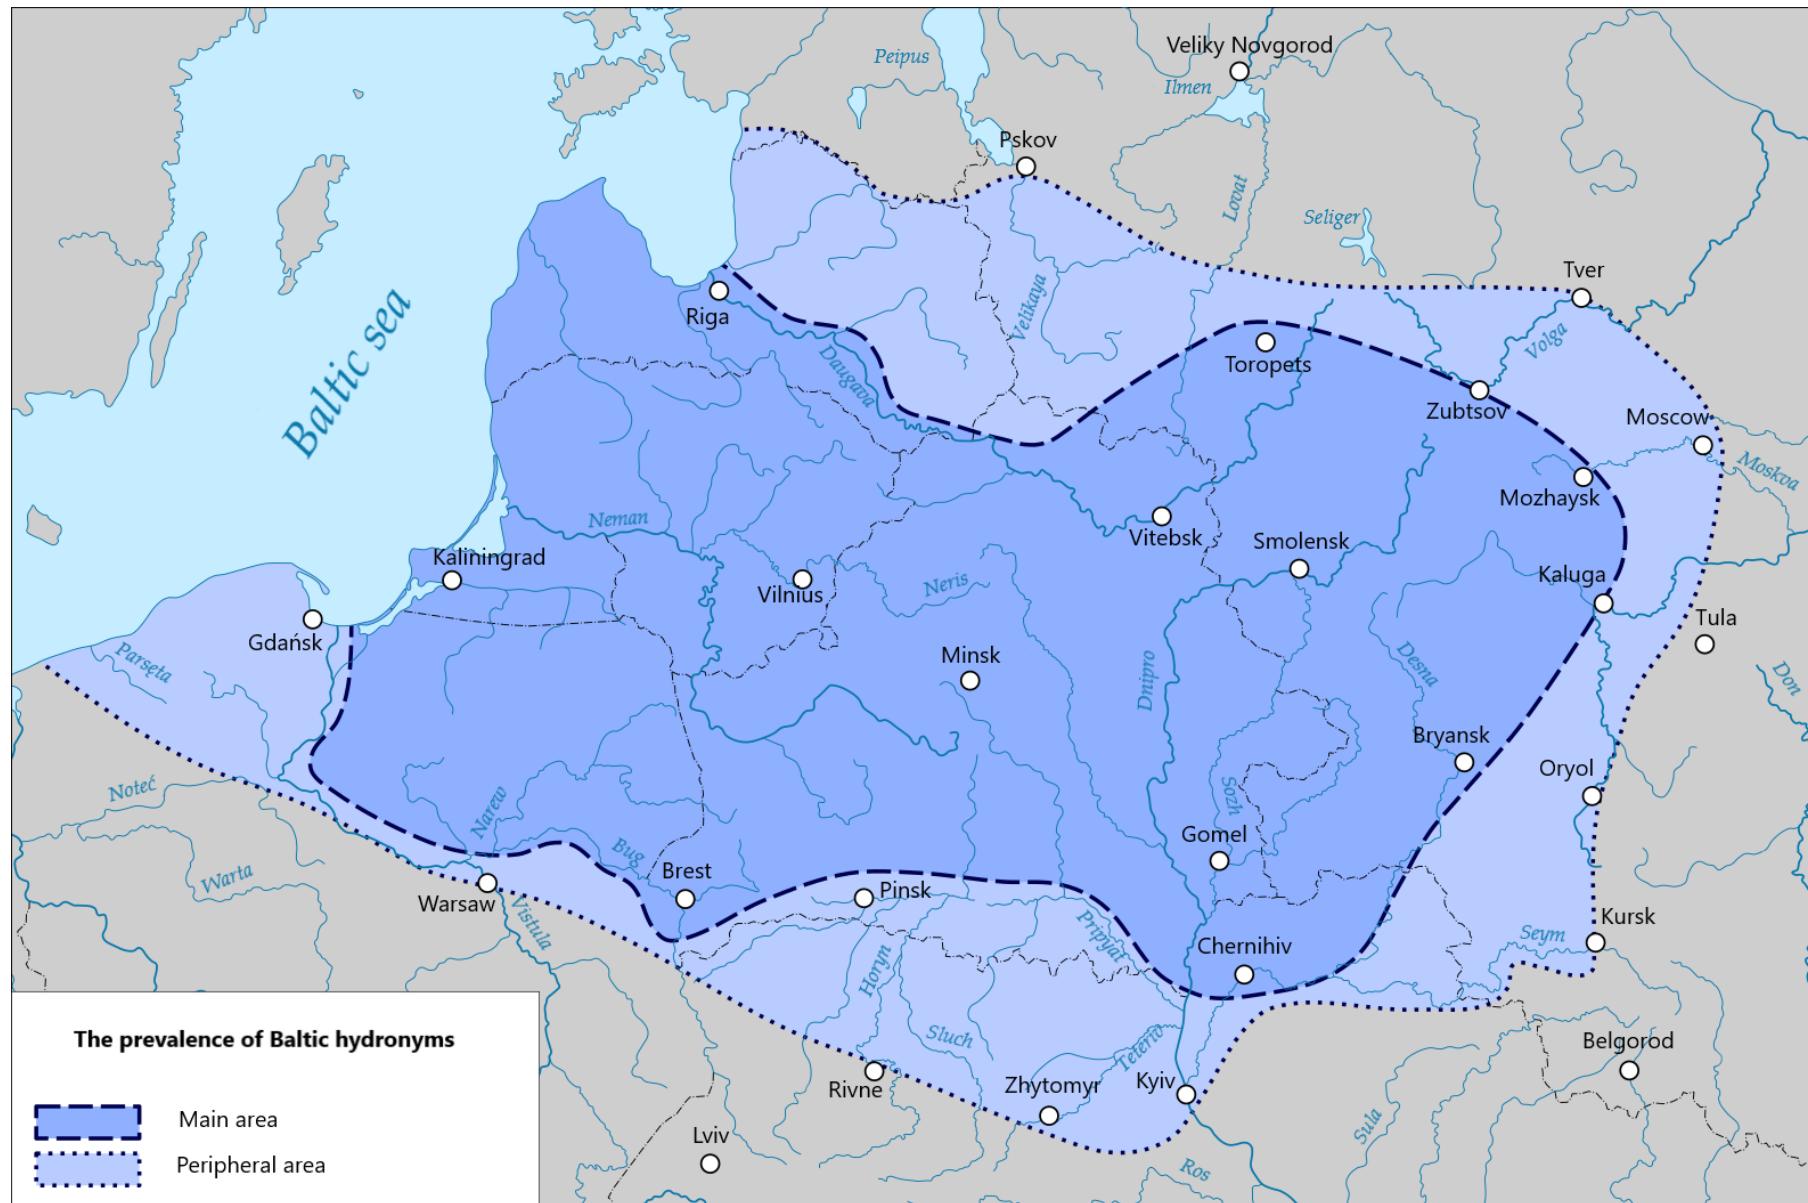 Veliky Novgorod
Peipus
Ilmen
Pskov
Lovat
Seliger
Tver
Velikaya
Riga
Daugava
Toropets
Volga
Zubtsov
Moscow
Moskva
Baltic sea
Mozhaysk
Neman
Vitebsk
Smolensk
Kaliningrad
Vilnius
Neris
Kaluga
Tula
Gdańsk
Parsęta
Minsk
Dnipro
Desna
Don
Bryansk
Oryol
Noteć
Narew
Sozh
Gomel
Bug
Brest
Warta
Warsaw
Vistula
Pinsk
Pripyat
Kursk
Seym
Chernihiv
Horyn
Sluch
Teteriv
Belgorod
Rivne
Zhytomyr
Kyiv
Sula
Lviv
Ros
The prevalence of Baltic hydronyms
Main area
Peripheral area